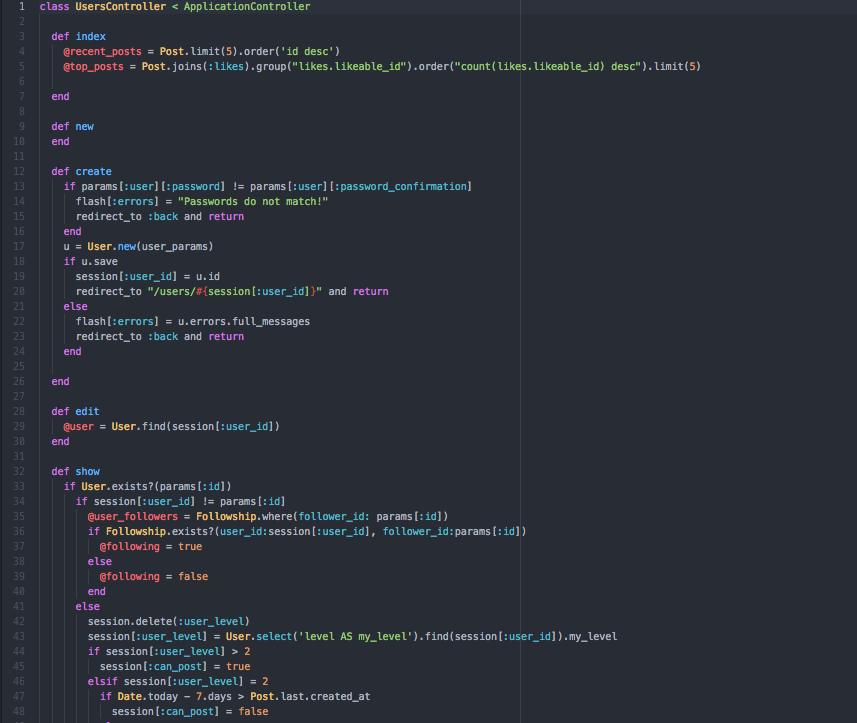 1 class UsersController < ApplicationController
2
3 def index
4 @recent_posts = Post.limit(5).order('id desc')
5 @top_posts = Post.joins(:likes).group("likes.likeable_id").order("count(likes.likeable_id) desc").limit(5)
6
7 end
8
9 def new
10 end
11
12 def create
13 if params[:user][:password] != params[:user][:password_confirmation]
14 flash[:errors] = "Passwords do not match!"
15 redirect_to :back and return
16 end
17 u = User.new(user_params)
18 if u.save
19 session[:user_id] = u.id
20 redirect_to "/users/#{session[:user_id]}" and return
21 else
22 flash[:errors] = u.errors.full_messages
23 redirect_to :back and return
24 end
25
26 end
27
28 def edit
29 @user = User.find(session[:user_id])
30 end
31
32 def show
33 if User.exists?(params[:id])
34 if session[:user_id] != params[:id]
35 @user_followers = Followship.where(follower_id: params[:id])
36 if Followship.exists?(user_id:session[:user_id], follower_id:params[:id])
37 @following = true
38 else
39 @following = false
40 end
41 else
42 session.delete(:user_level)
43 session[:user_level] = User.select('level AS my_level').find(session[:user_id]).my_level
44 if session[:user_level] > 2
45 session[:can_post] = true
46 elsif session[:user_level] = 2
47 if Date.today - 7.days > Post.last.created_at
48 session[:can_post] = false